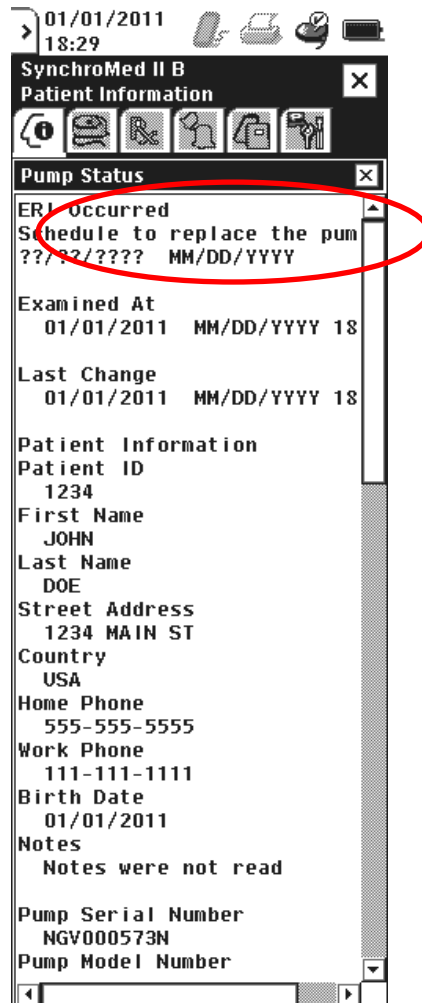 01/01/2011
18:29
SynchroMed II B
Patient Information
Pump Status
ERI Occurred
Schedule to replace the pum
??/??/???? MM/DD/YYYY
Examined At
01/01/2011 MM/DD/YYYY 18
Last Change
01/01/2011 MM/DD/YYYY 18
Patient Information
Patient ID
1234
First Name
JOHN
Last Name
DOE
Street Address
1234 MAIN ST
Country
USA
Home Phone
555-555-5555
Work Phone
111-111-1111
Birth Date
01/01/2011
Notes
Notes were not read
Pump Serial Number
NGV000573N
Pump Model Number